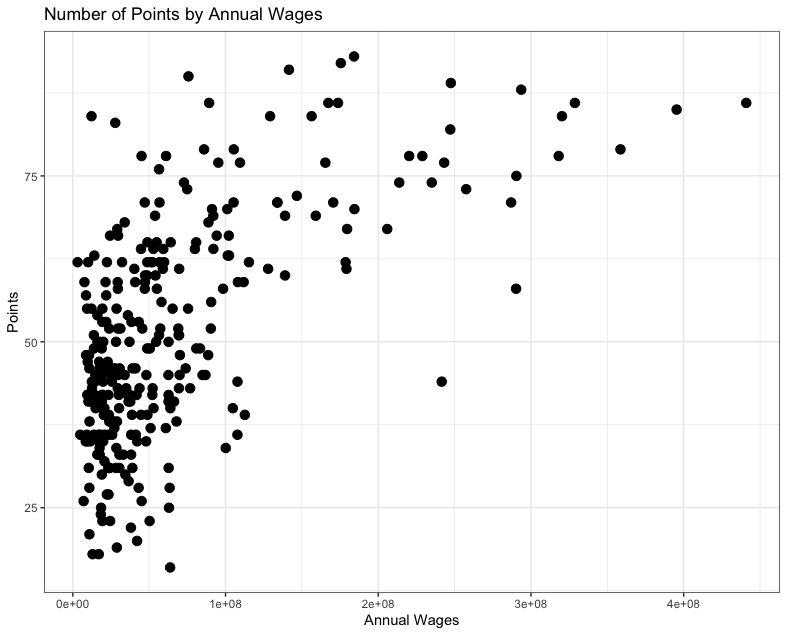 Number of Points by Annual Wages
75
50
25
Points
0e+00 1e+08 2e+08 3e+08 4e+08
Annual Wages